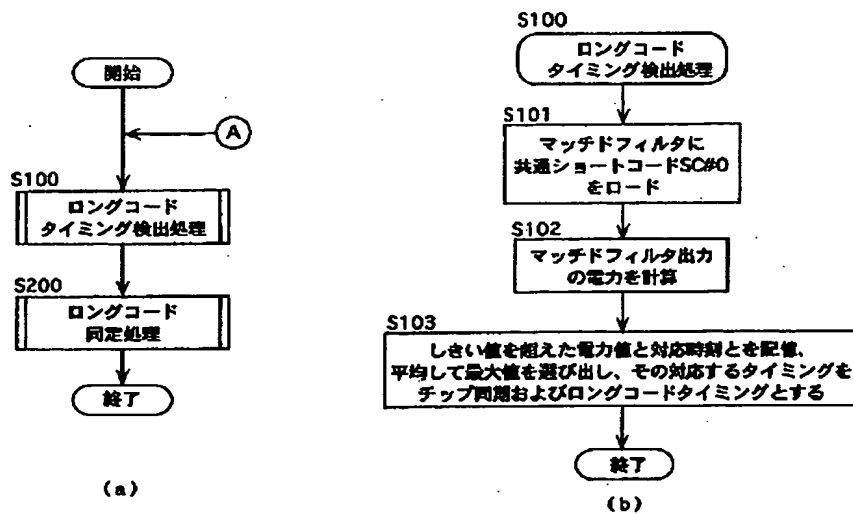 開始
A
S100
ロングコード
タイミング検出処理
S200
ロングコード
同定処理
終了
(a)
S100
ロングコード
タイミング検出処理
S101
マッチドフィルタに
共通ショートコードSC#0
をロード
S102
マッチドフィルタ出力
の電力を計算
S103
しきい値を超えた電力値と対応時刻とを記憶、
平均して最大値を選び出し、その対応するタイミングを
チップ同期およびロングコードタイミングとする
終了
(b)